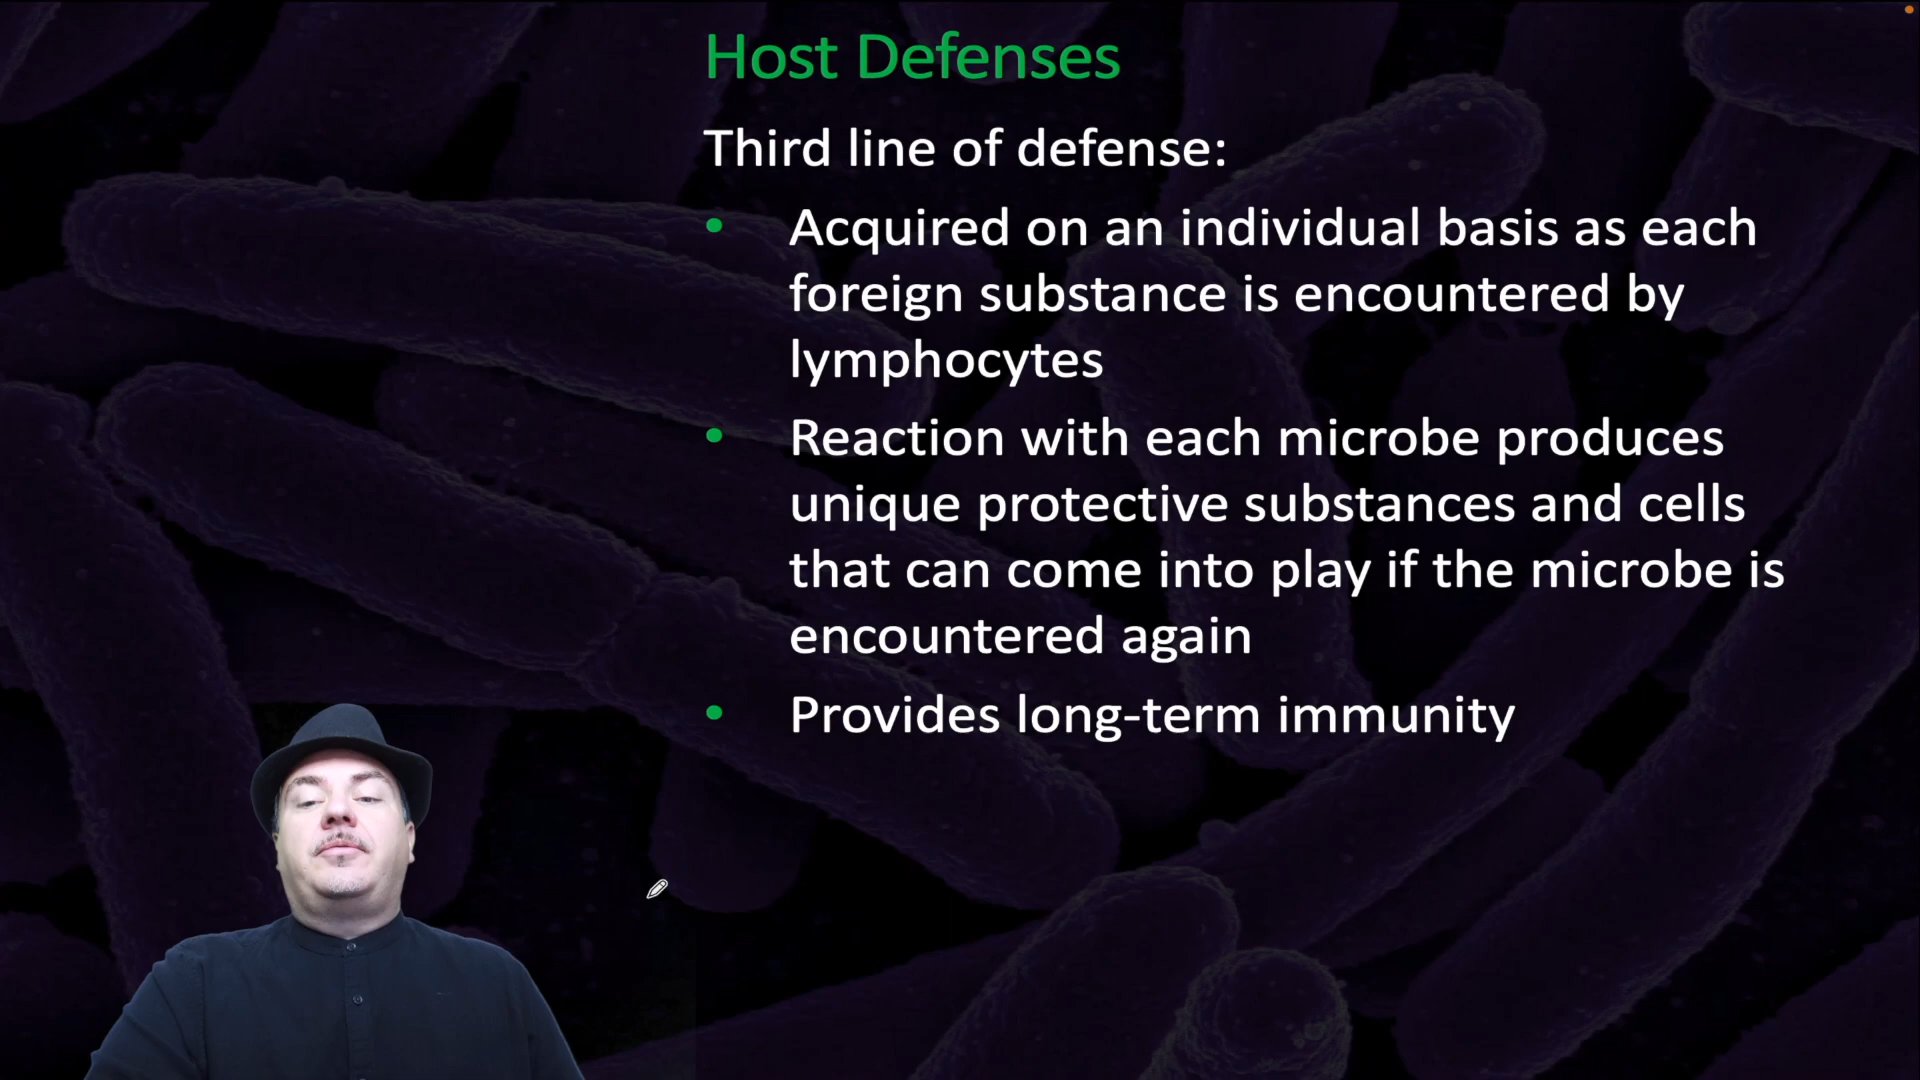 Host Defenses
Third line of defense:
• Acquired on an individual basis as each
foreign substance is encountered by
lymphocytes
• Reaction with each microbe produces
unique protective substances and cells
that can come into play if the microbe is
encountered again
• Provides long-term immunity